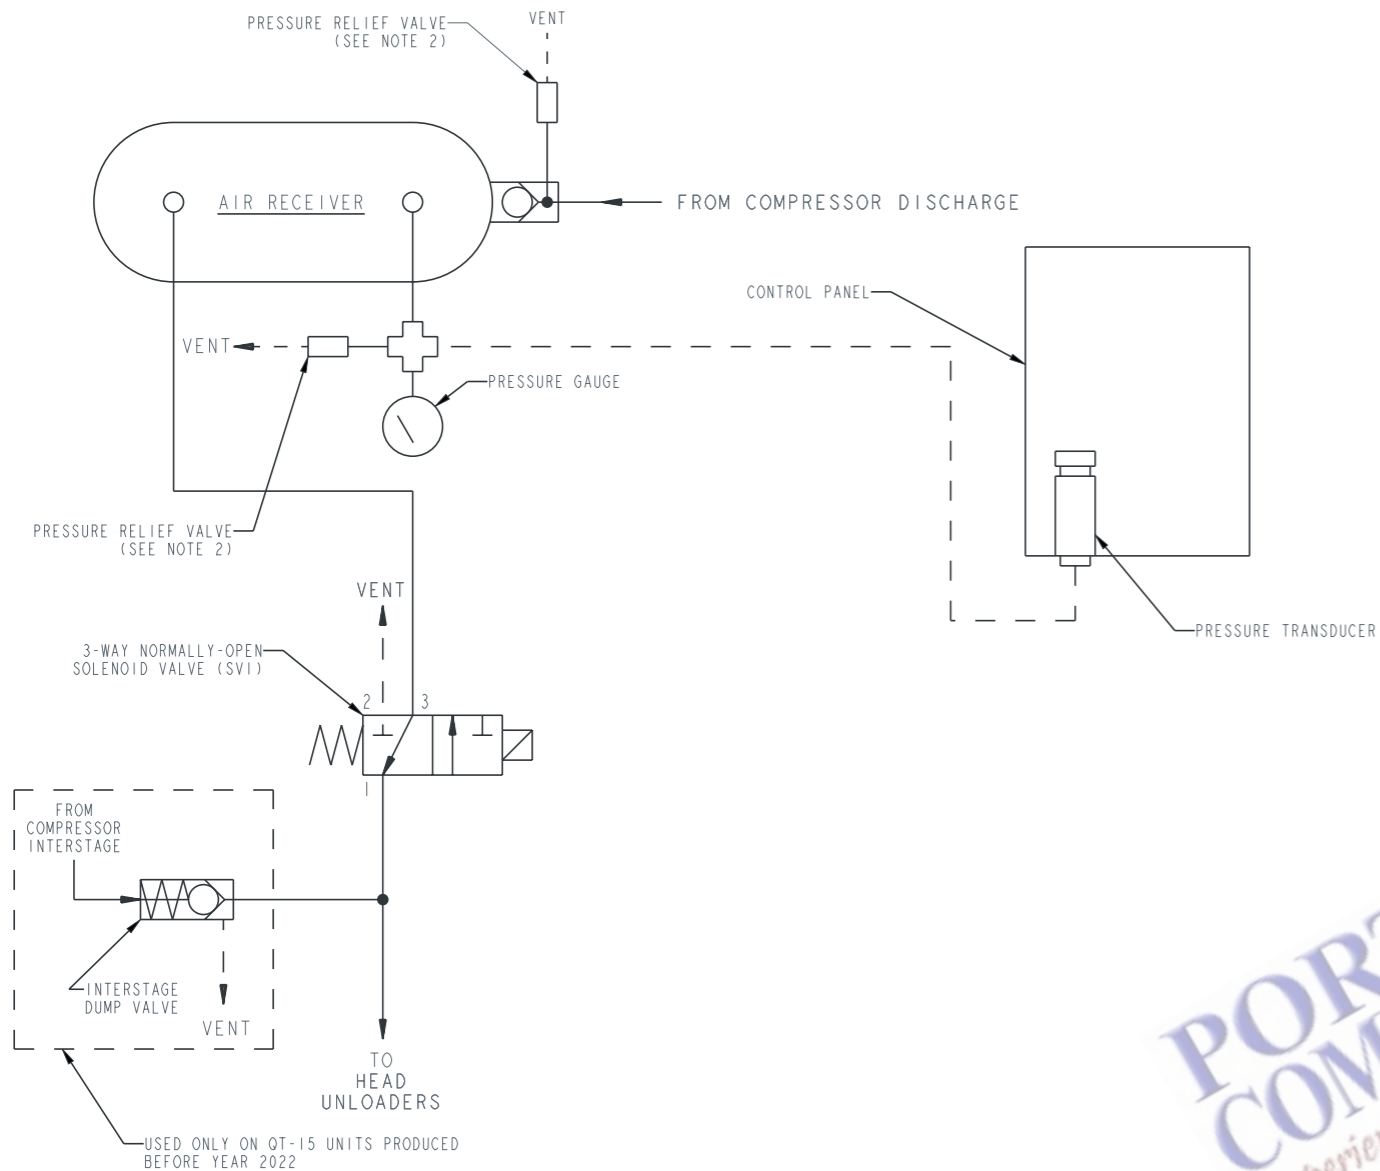 PRESSURE RELIEF VALVE
(SEE NOTE 2)
VENT
AIR RECEIVER
FROM COMPRESSOR DISCHARGE
CONTROL PANEL
VENT
PRESSURE GAUGE
PRESSURE RELIEF VALVE
(SEE NOTE 2)
VENT
PRESSURE TRANSDUCER
3-WAY NORMALLY-OPEN
SOLENOID VALVE (SV1)
2 3
1
FROM
COMPRESSOR
INTERSTAGE
INTERSTAGE
DUMP VALVE
VENT
TO
HEAD
UNLOADERS
USED ONLY ON QT-15 UNITS PRODUCED
BEFORE YEAR 2022